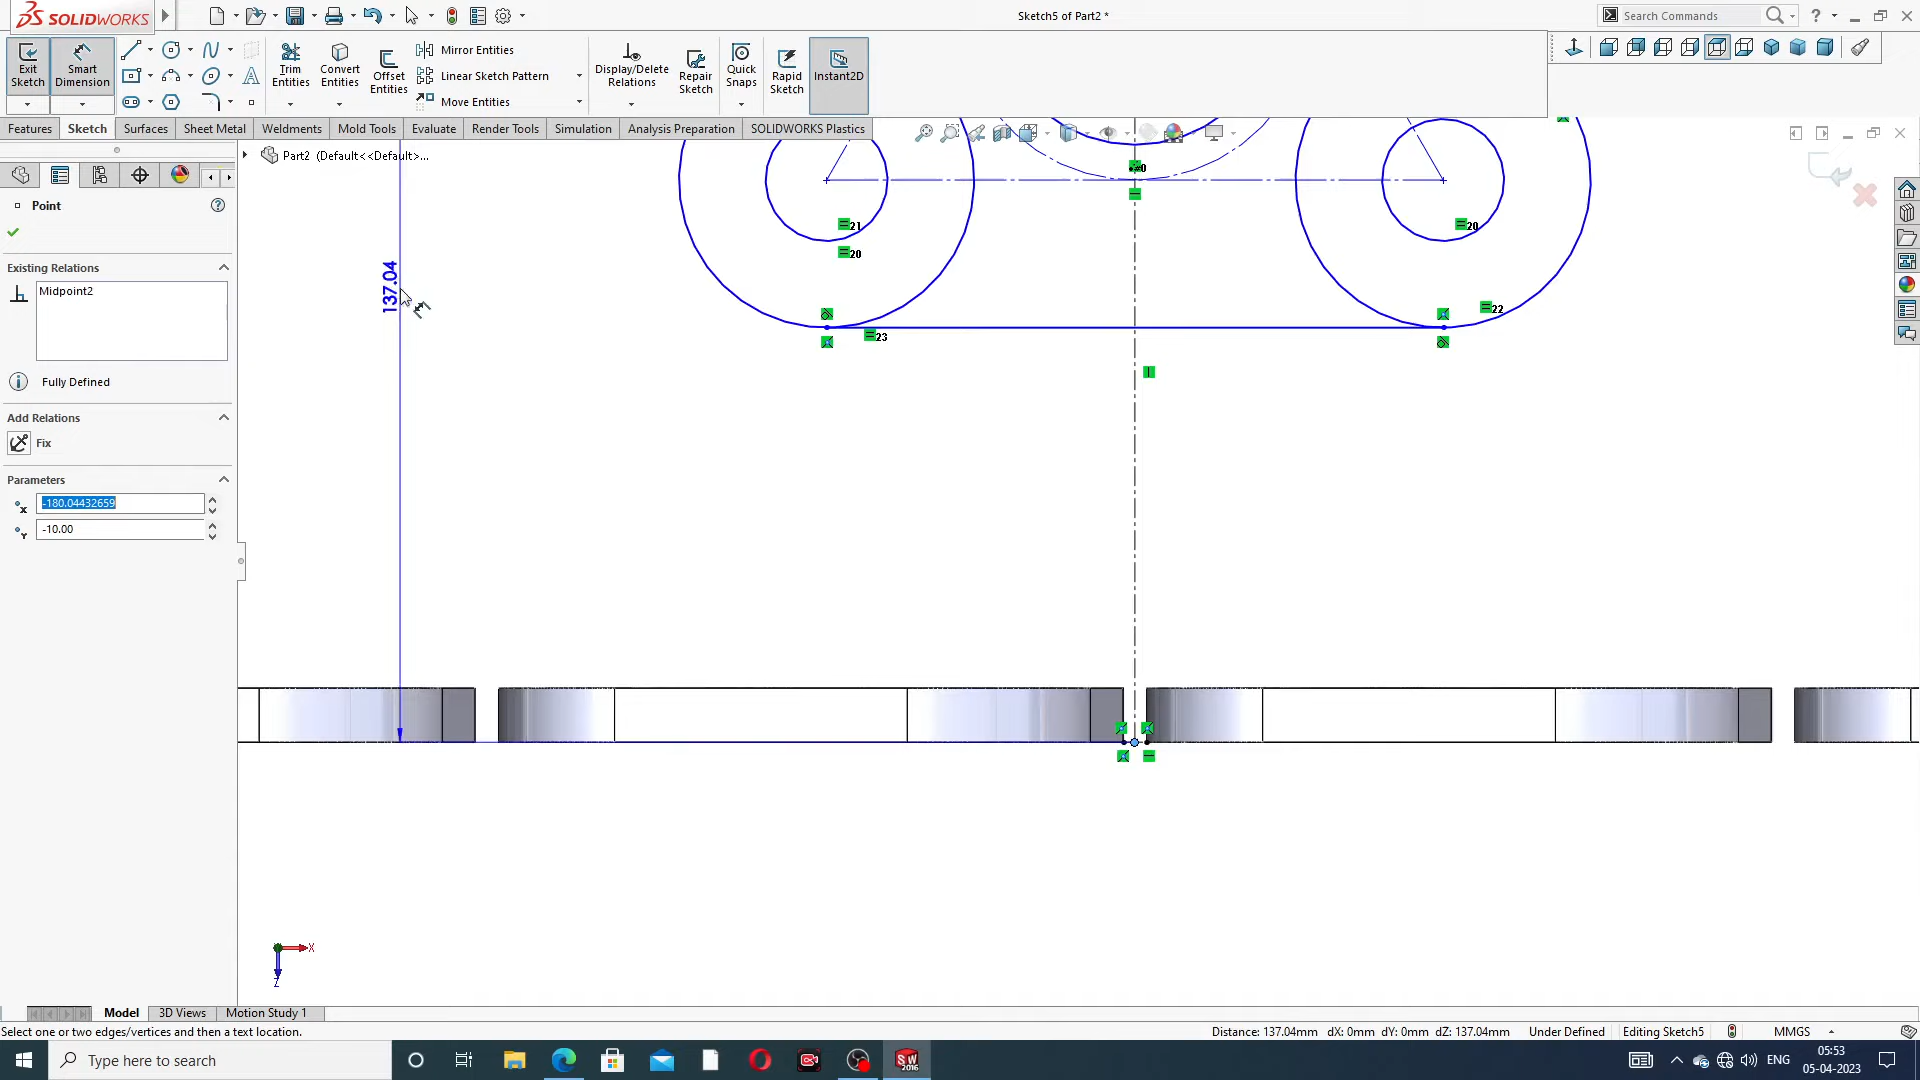 SOLIDWORKS
Sketch5 of Part2 *
Search Commands
Exit Sketch
Smart Dimension
Trim Entities
Convert Entities
Offset Entities
Mirror Entities
Linear Sketch Pattern
Move Entities
Display/Delete Relations
Repair Sketch
Quick Snaps
Rapid Sketch
Instant2D
Features
Sketch
Surfaces
Sheet Metal
Weldments
Mold Tools
Evaluate
Render Tools
Simulation
Analysis Preparation
SOLIDWORKS Plastics
Part2 (Default<<Default>...
Point
Existing Relations
Midpoint2
Fully Defined
Add Relations
Fix
Parameters
-180.04432659
-10.00
137.04
21
20
20
22
23
X
Z
Model
3D Views
Motion Study 1
Select one or two edges/vertices and then a text location.
Distance: 137.04mm dX: 0mm dY: 0mm dZ: 137.04mm
Under Defined
Editing Sketch5
MMGS
Type here to search
SW
2016
ENG
05:53
05-04-2023